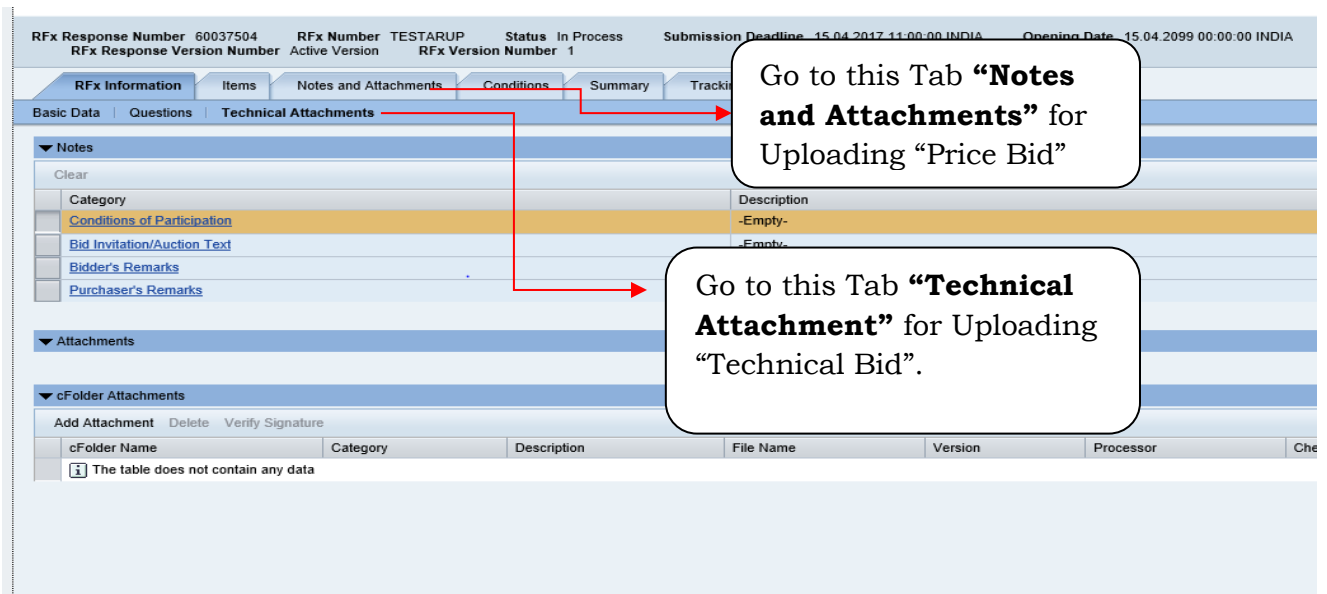 RFx Response Number 60037504 RFx Number TESTARUP Status In Process Submission Deadline 15.04.2017 11:00:00 INDIA Opening Date 15.04.2099 00:00:00 INDIA
RFx Response Version Number Active Version RFx Version Number 1
RFx Information Items Notes and Attachments Conditions Summary
Basic Data | Questions | Technical Attachments
Go to this Tab “Notes
and Attachments” for
Uploading “Price Bid”
Notes
Clear
Category Description
Conditions of Participation -Empty-
Bid Invitation/Auction Text -Empty-
Bidder's Remarks
Purchaser's Remarks
Go to this Tab “Technical
Attachment” for Uploading
“Technical Bid”.
Attachments
cFolder Attachments
Add Attachment Delete Verify Signature
cFolder Name Category Description File Name Version Processor Che
The table does not contain any data